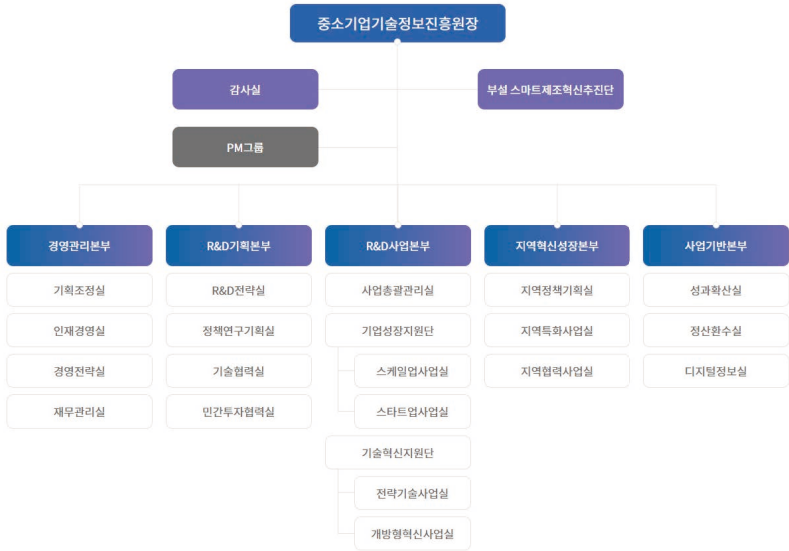 중소기업기술정보진흥원장
감사실
부설 스마트제조혁신추진단
PM그룹
경영관리본부
기획조정실
인재경영실
경영전략실
재무관리실
R&D기획본부
R&D전략실
정책연구기획실
기술협력실
민간투자협력실
R&D사업본부
사업총괄관리실
기업성장지원단
스케일업사업실
스타트업사업실
기술혁신지원단
전략기술사업실
개방형혁신사업실
지역혁신성장본부
지역정책기획실
지역특화사업실
지역협력사업실
사업기반본부
성과확산실
정산환수실
디지털정보실